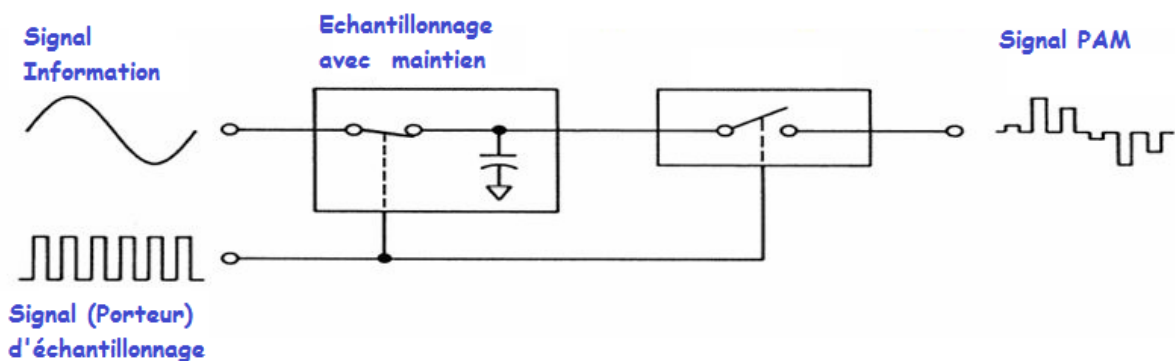 Signal
Information
Echantillonnage
avec maintien
Signal PAM
Signal (Porteur)
d'échantillonnage